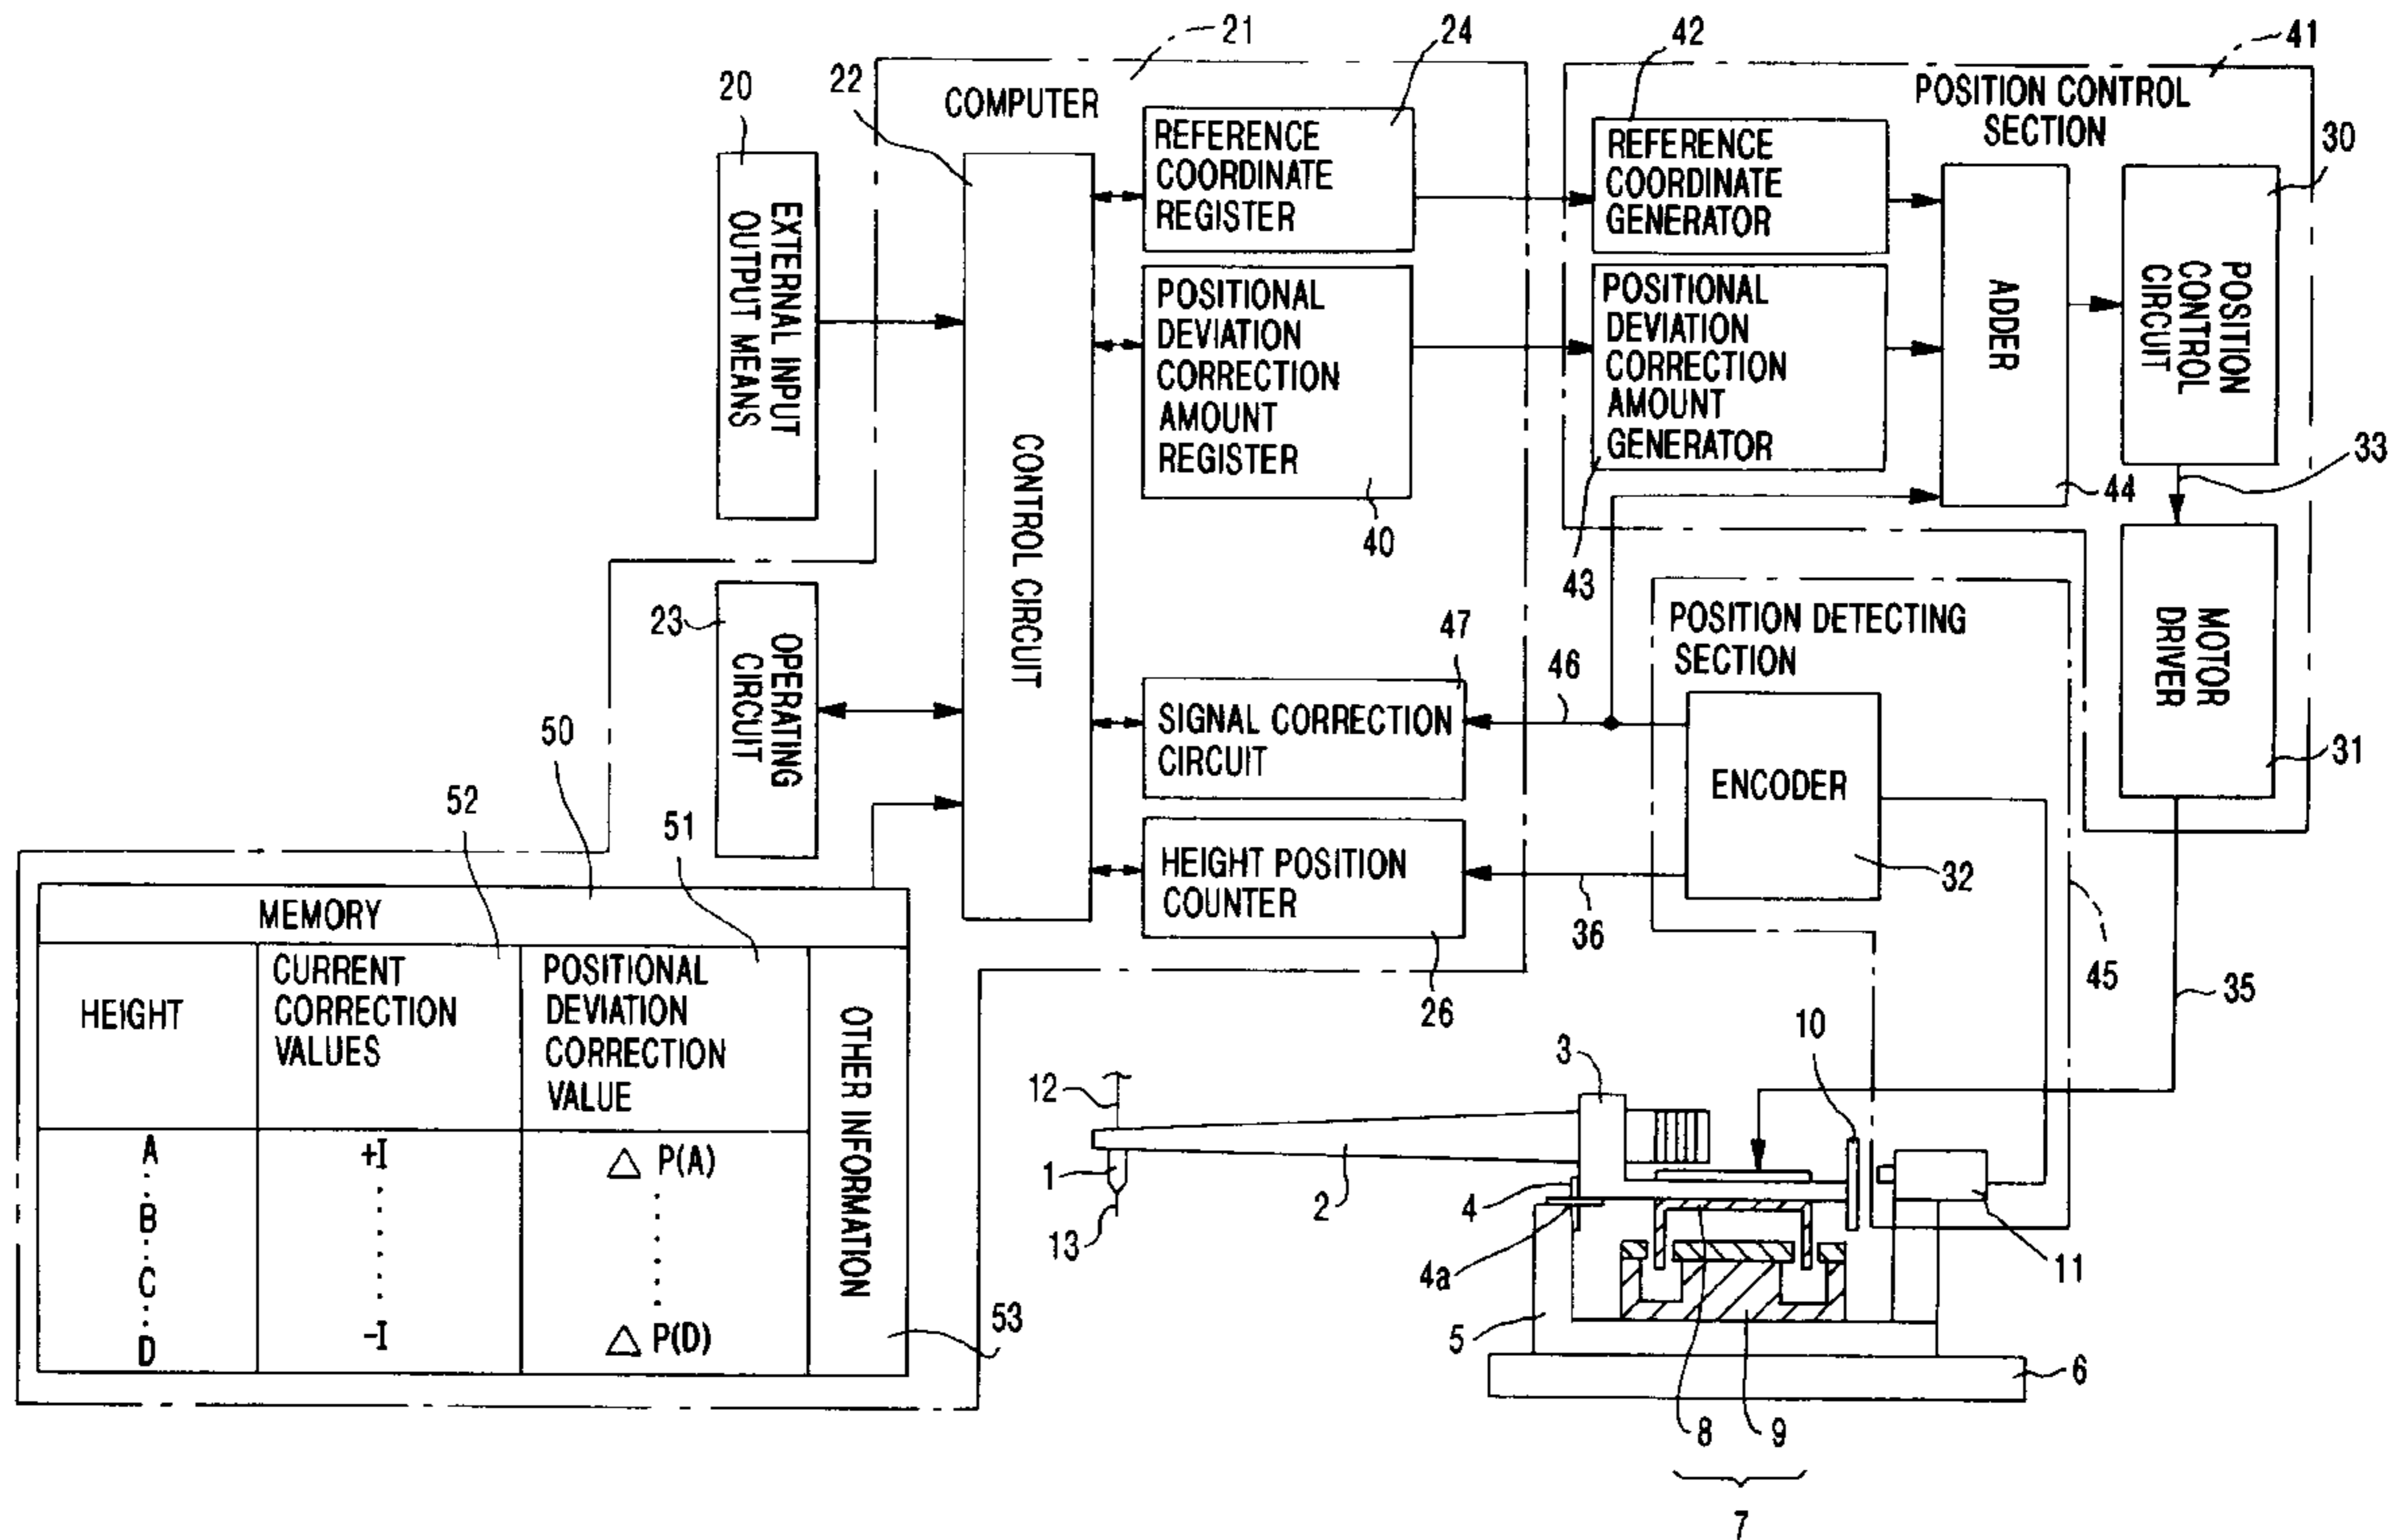 21
24
42
41
20
22
COMPUTER
POSITION CONTROL
SECTION
30
EXTERNAL INPUT
OUTPUT MEANS
REFERENCE
COORDINATE
REGISTER
REFERENCE
COORDINATE
GENERATOR
ADDER
POSITION
CONTROL
CIRCUIT
POSITIONAL
DEVIATION
CORRECTION
AMOUNT
REGISTER
POSITIONAL
DEVIATION
CORRECTION
AMOUNT
GENERATOR
CONTROL CIRCUIT
33
44
40
43
23
OPERATING
CIRCUIT
47
46
POSITION DETECTING
SECTION
MOTOR
DRIVER
SIGNAL CORRECTION
CIRCUIT
ENCODER
31
50
52
51
HEIGHT POSITION
COUNTER
32
36
26
45
35
MEMORY
HEIGHT
CURRENT
CORRECTION
VALUES
POSITIONAL
DEVIATION
CORRECTION
VALUE
OTHER INFORMATION
A
B
C
D
+I
-I
△ P(A)
△ P(D)
53
12
3
10
1
2
4
13
4a
11
5
6
8
9
7